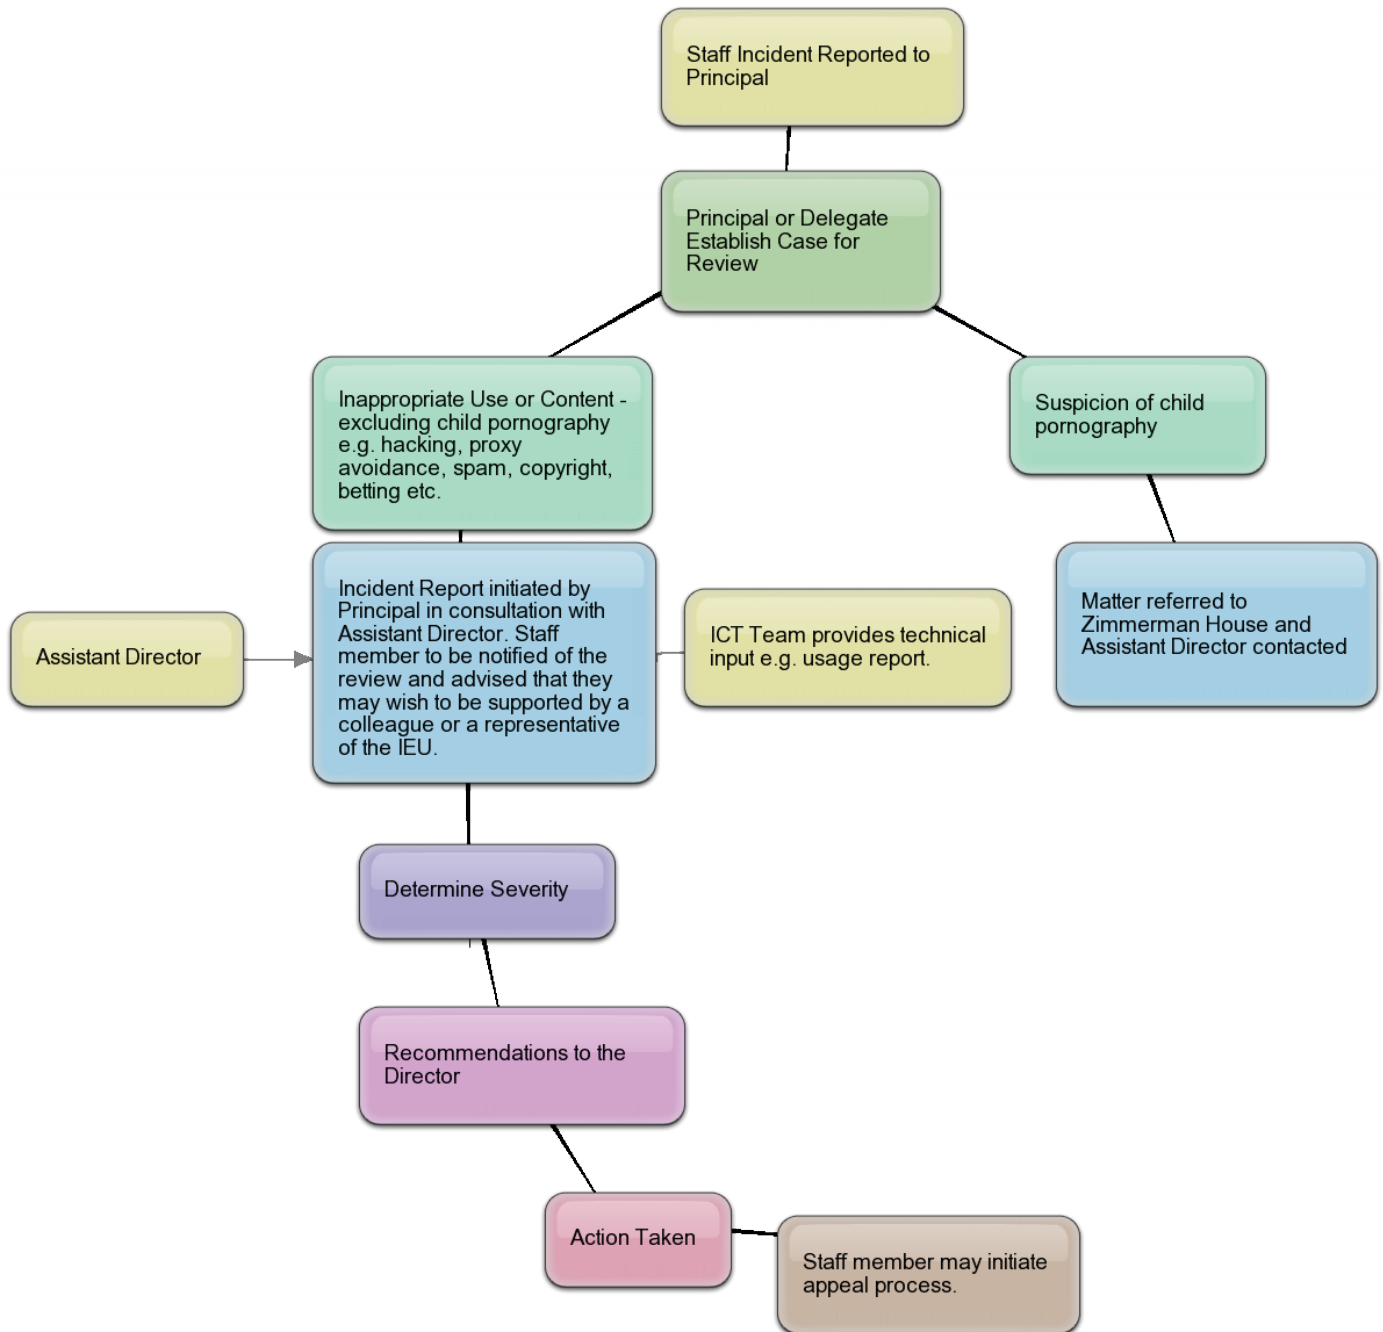 Staff Incident Reported to
Principal
Principal or Delegate
Establish Case for
Review
Inappropriate Use or Content -
excluding child pornography
e.g. hacking, proxy
avoidance, spam, copyright,
betting etc.
Suspicion of child
pornography
Assistant Director
Incident Report initiated by
Principal in consultation with
Assistant Director. Staff
member to be notified of the
review and advised that they
may wish to be supported by a
colleague or a representative
of the IEU.
ICT Team provides technical
input e.g. usage report.
Matter referred to
Zimmerman House and
Assistant Director contacted
Determine Severity
Recommendations to the
Director
Action Taken
Staff member may initiate
appeal process.